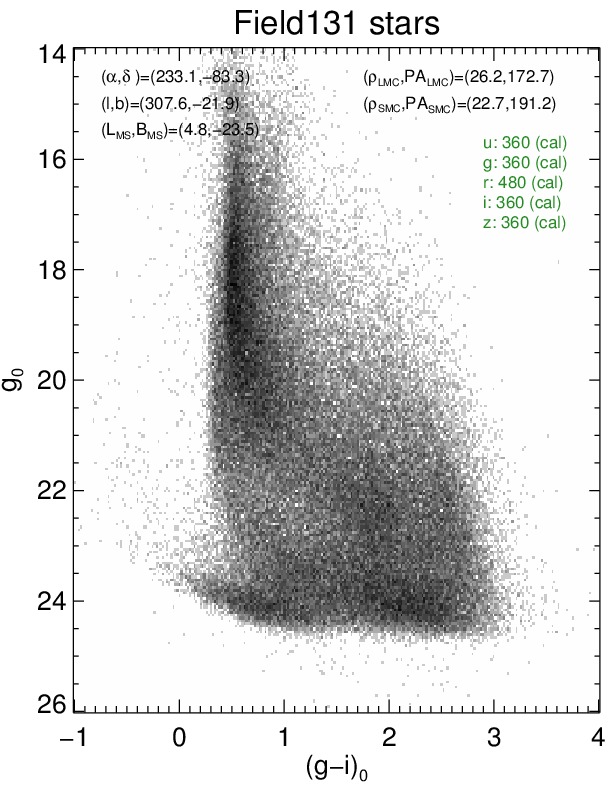 Field131 stars
(α,δ )=(233.1,−83.3)
(ρLMC,PALMC)=(26.2,172.7)
(l,b)=(307.6,−21.9)
(ρSMC,PASMC)=(22.7,191.2)
(LMS,BMS)=(4.8,−23.5)
u: 360 (cal)
g: 360 (cal)
r: 480 (cal)
i: 360 (cal)
z: 360 (cal)
14
16
18
20
22
24
26
g0
−1 0 1 2 3 4
(g−i)0